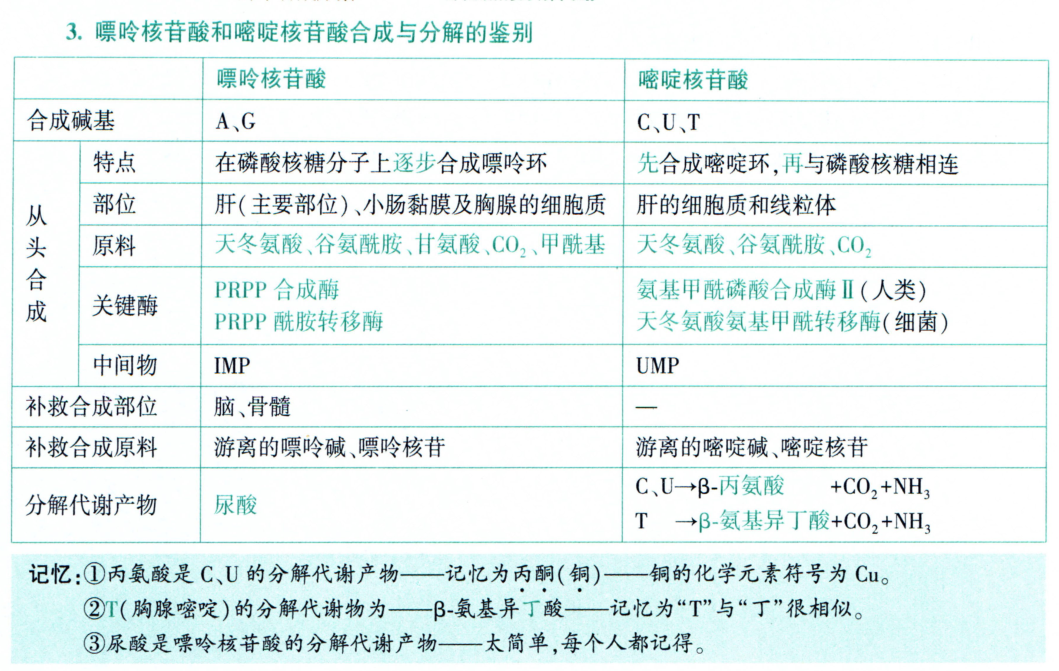 3. 嘌呤核苷酸和嘧啶核苷酸合成与分解的鉴别
嘌呤核苷酸 嘧啶核苷酸
合成碱基 A、G C、U、T
从头合成
特点 在磷酸核糖分子上逐步合成嘌呤环 先合成嘧啶环,再与磷酸核糖相连
部位 肝(主要部位)、小肠黏膜及胸腺的细胞质 肝的细胞质和线粒体
原料 天冬氨酸、谷氨酰胺、甘氨酸、CO₂、甲酰基 天冬氨酸、谷氨酰胺、CO₂
关键酶 PRPP 合成酶 氨基甲酰磷酸合成酶Ⅱ(人类)
PRPP 酰胺转移酶 天冬氨酸氨基甲酰转移酶(细菌)
中间物 IMP UMP
补救合成部位 脑、骨髓 —
补救合成原料 游离的嘌呤碱、嘌呤核苷 游离的嘧啶碱、嘧啶核苷
分解代谢产物 尿酸 C、U→β-丙氨酸 +CO₂+NH₃
T →β-氨基异丁酸+CO₂+NH₃
记忆:①丙氨酸是 C、U 的分解代谢产物——记忆为丙酮(铜)——铜的化学元素符号为 Cu。
②T(胸腺嘧啶)的分解代谢物为——β-氨基异丁酸——记忆为“T”与“丁”很相似。
③尿酸是嘌呤核苷酸的分解代谢产物——太简单,每个人都记得。